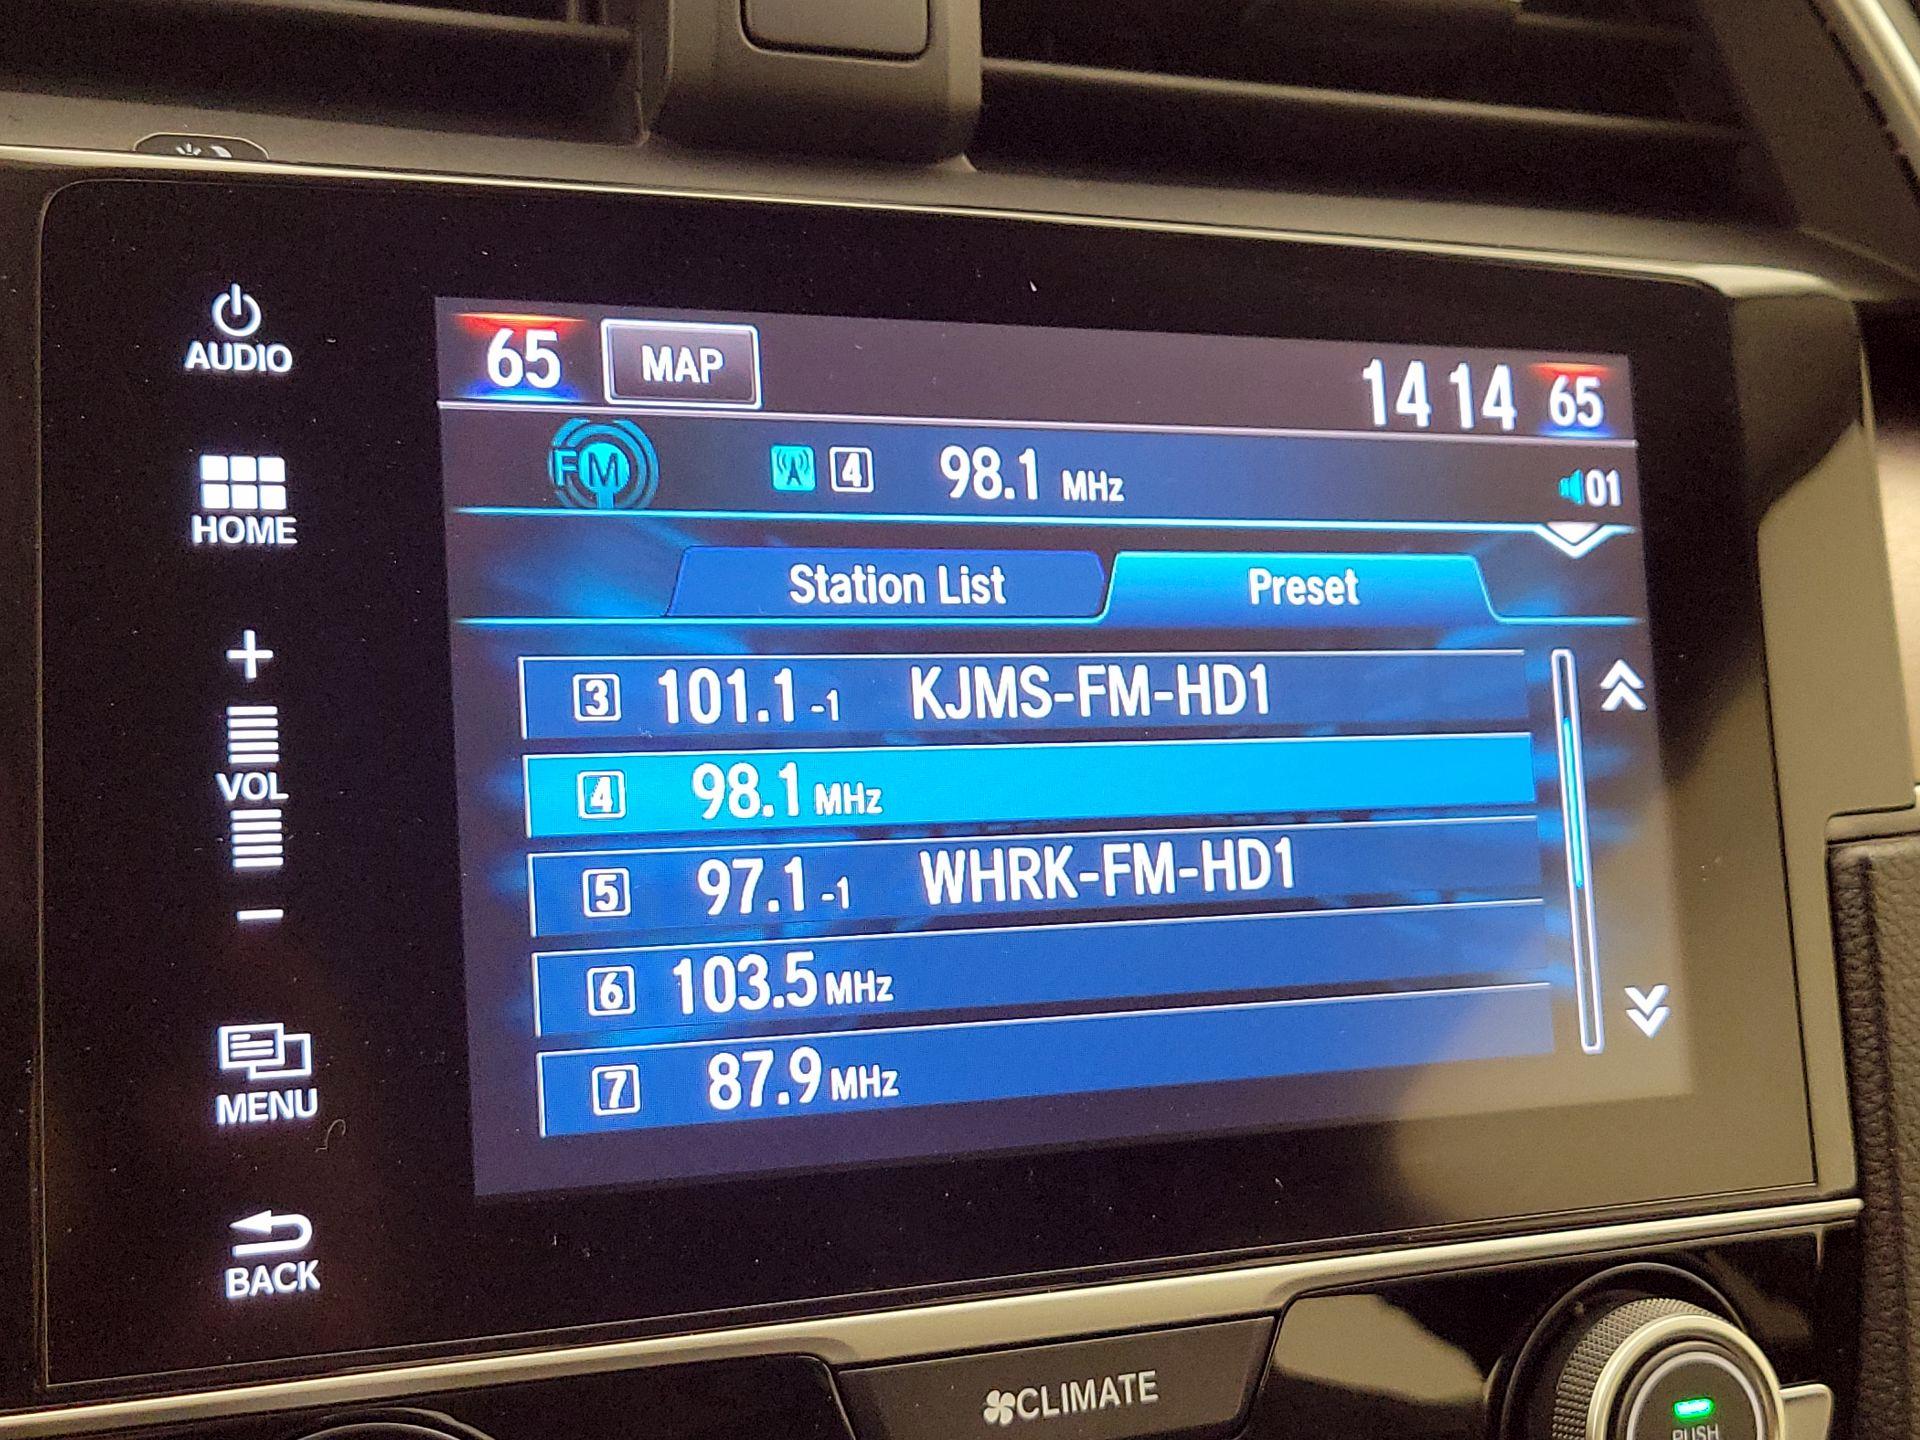 AUDIO
HOME
+
VOL
−
MENU
BACK
65 MAP 14 14 65
FM 4 98.1 MHz 01
Station List Preset
3 101.1 -1 KJMS-FM-HD1
4 98.1 MHz
5 97.1 -1 WHRK-FM-HD1
6 103.5 MHz
7 87.9 MHz
CLIMATE
PUSH